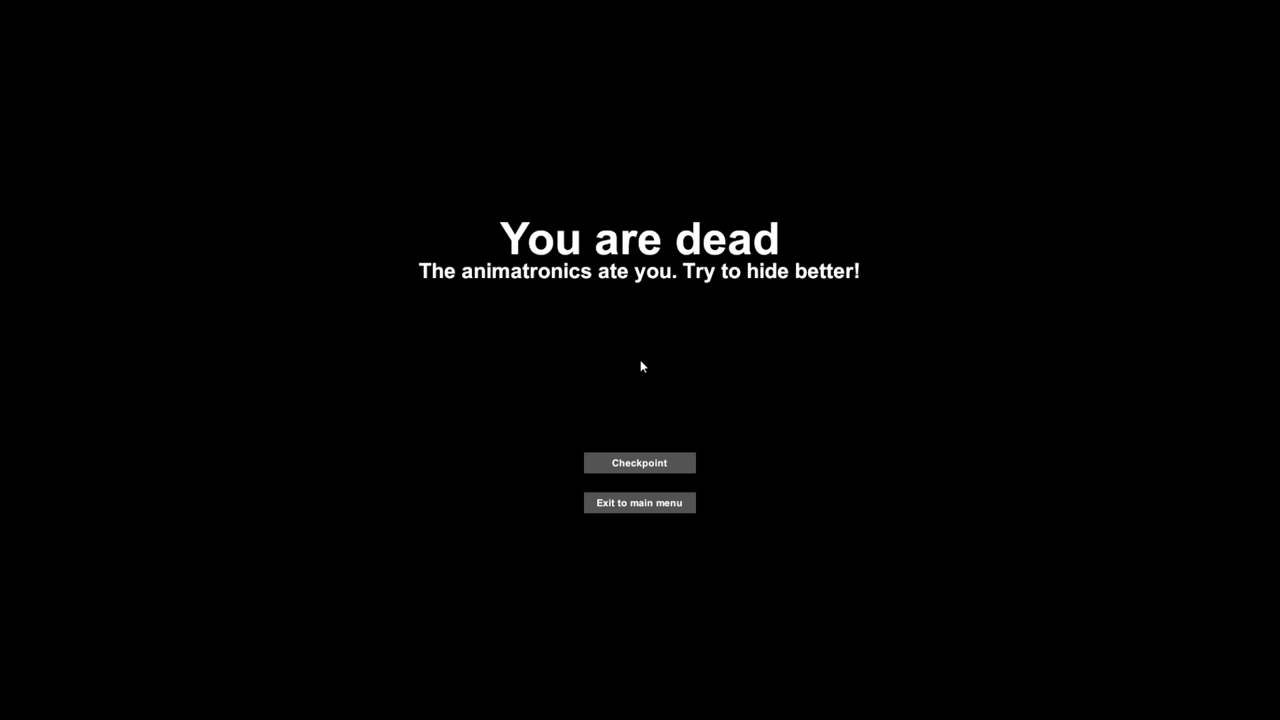 You are dead
The animatronics ate you. Try to hide better!
Checkpoint
Exit to main menu